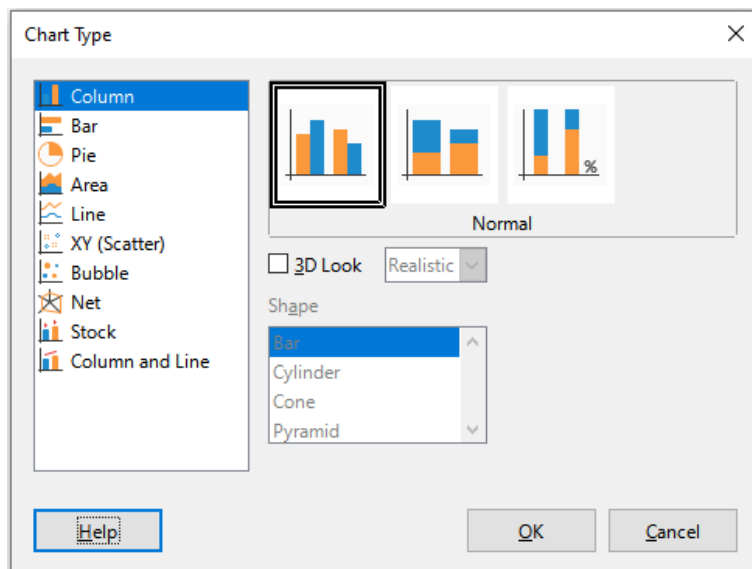 Chart Type
Column
Bar
Pie
Area
Line
XY (Scatter)
Bubble
Net
Stock
Column and Line
%
Normal
3D Look
Realistic
Shape
Bar
Cylinder
Cone
Pyramid
Help
OK
Cancel